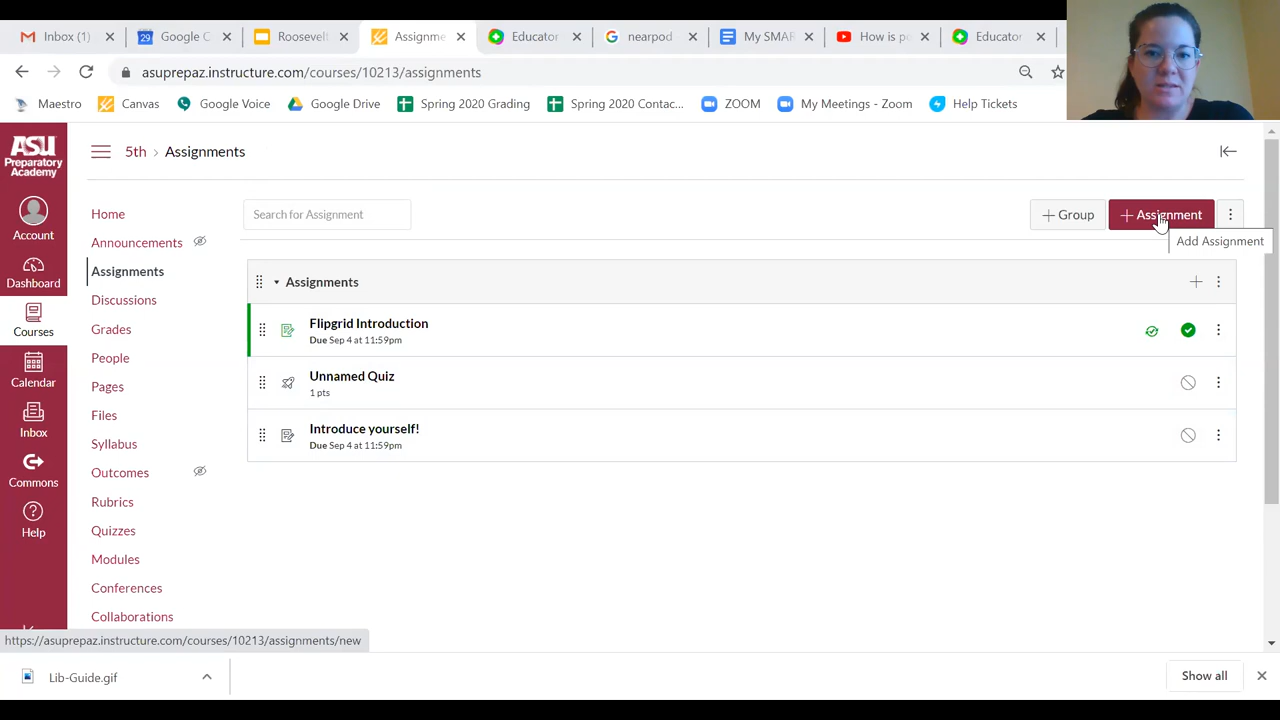 Inbox (1)
Google C
Roosevelt
Assignme
Educator
nearpod
My SMAR
How is pe
Educator
asuprepaz.instructure.com/courses/10213/assignments
Maestro
Canvas
Google Voice
Google Drive
Spring 2020 Grading
Spring 2020 Contac...
ZOOM
My Meetings - Zoom
Help Tickets
ASU
Preparatory
Academy
Account
Dashboard
Courses
Calendar
Inbox
Commons
Help
5th › Assignments
Home
Announcements
Assignments
Discussions
Grades
People
Pages
Files
Syllabus
Outcomes
Rubrics
Quizzes
Modules
Conferences
Collaborations
Search for Assignment
+ Group
+ Assignment
Add Assignment
Assignments
Flipgrid Introduction
Due Sep 4 at 11:59pm
Unnamed Quiz
1 pts
Introduce yourself!
Due Sep 4 at 11:59pm
https://asuprepaz.instructure.com/courses/10213/assignments/new
Lib-Guide.gif
Show all